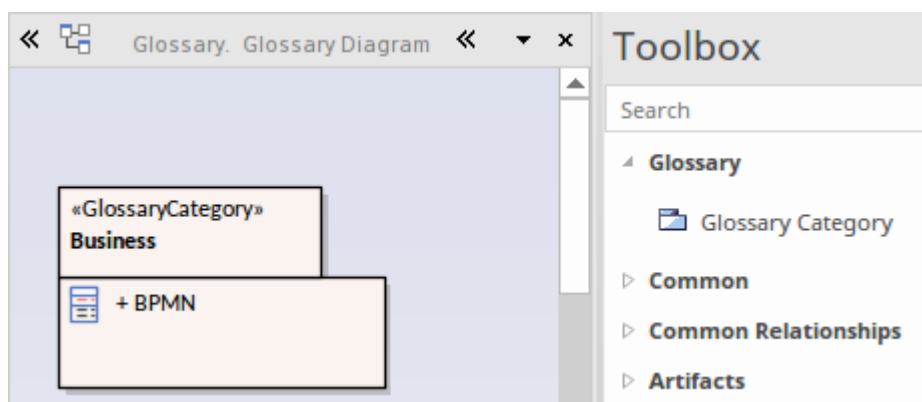 Glossary. Glossary Diagram
«GlossaryCategory»
Business
+ BPMN
Toolbox
Search
Glossary
Glossary Category
Common
Common Relationships
Artifacts